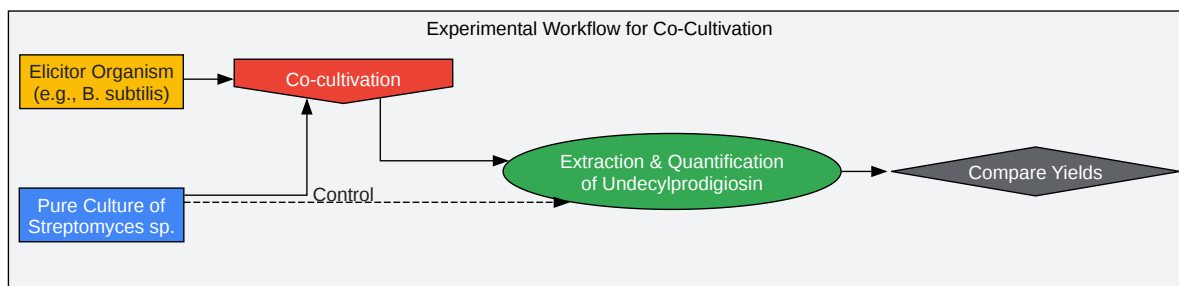 Experimental Workflow for Co-Cultivation
Elicitor Organism
(e.g., B. subtilis)
Co-cultivation
Extraction & Quantification
of Undecylprodigiosin
Compare Yields
Control
Pure Culture of
Streptomyces sp.